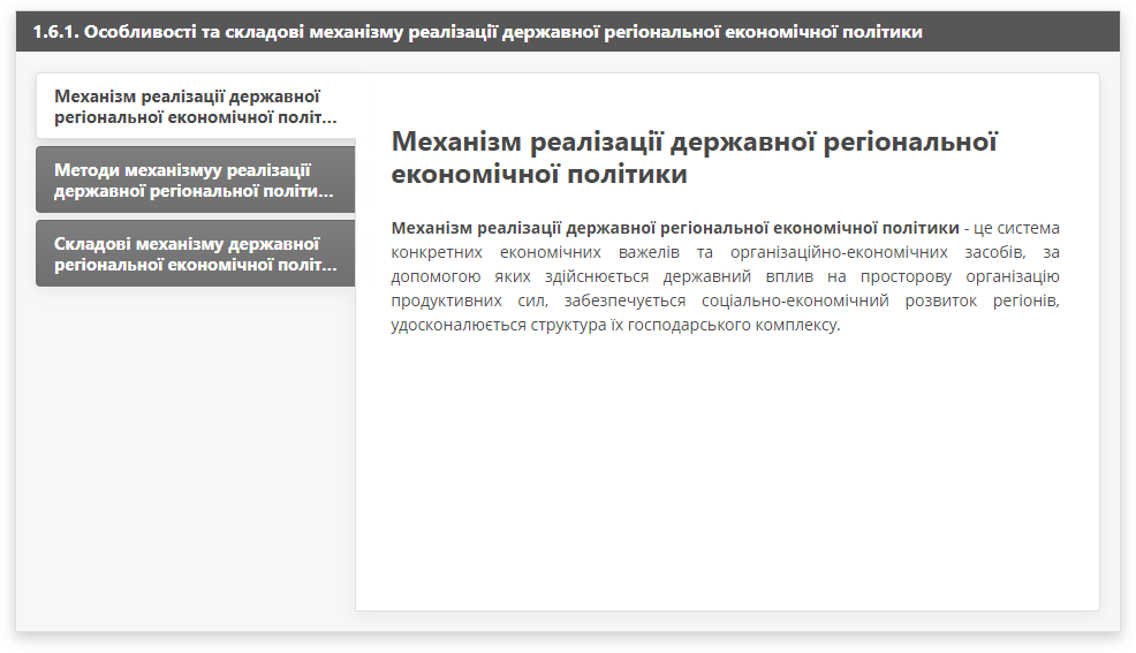 1.6.1. Особливості та складові механізму реалізації державної регіональної економічної політики
Механізм реалізації державної
регіональної економічної політ...
Методи механізмуу реалізації
державної регіональної політи...
Складові механізму державної
регіональної економічної політ...
Механізм реалізації державної регіональної
економічної політики
Механізм реалізації державної регіональної економічної політики - це система
конкретних економічних важелів та організаційно-економічних засобів, за
допомогою яких здійснюється державний вплив на просторову організацію
продуктивних сил, забезпечується соціально-економічний розвиток регіонів,
удосконалюється структура їх господарського комплексу.